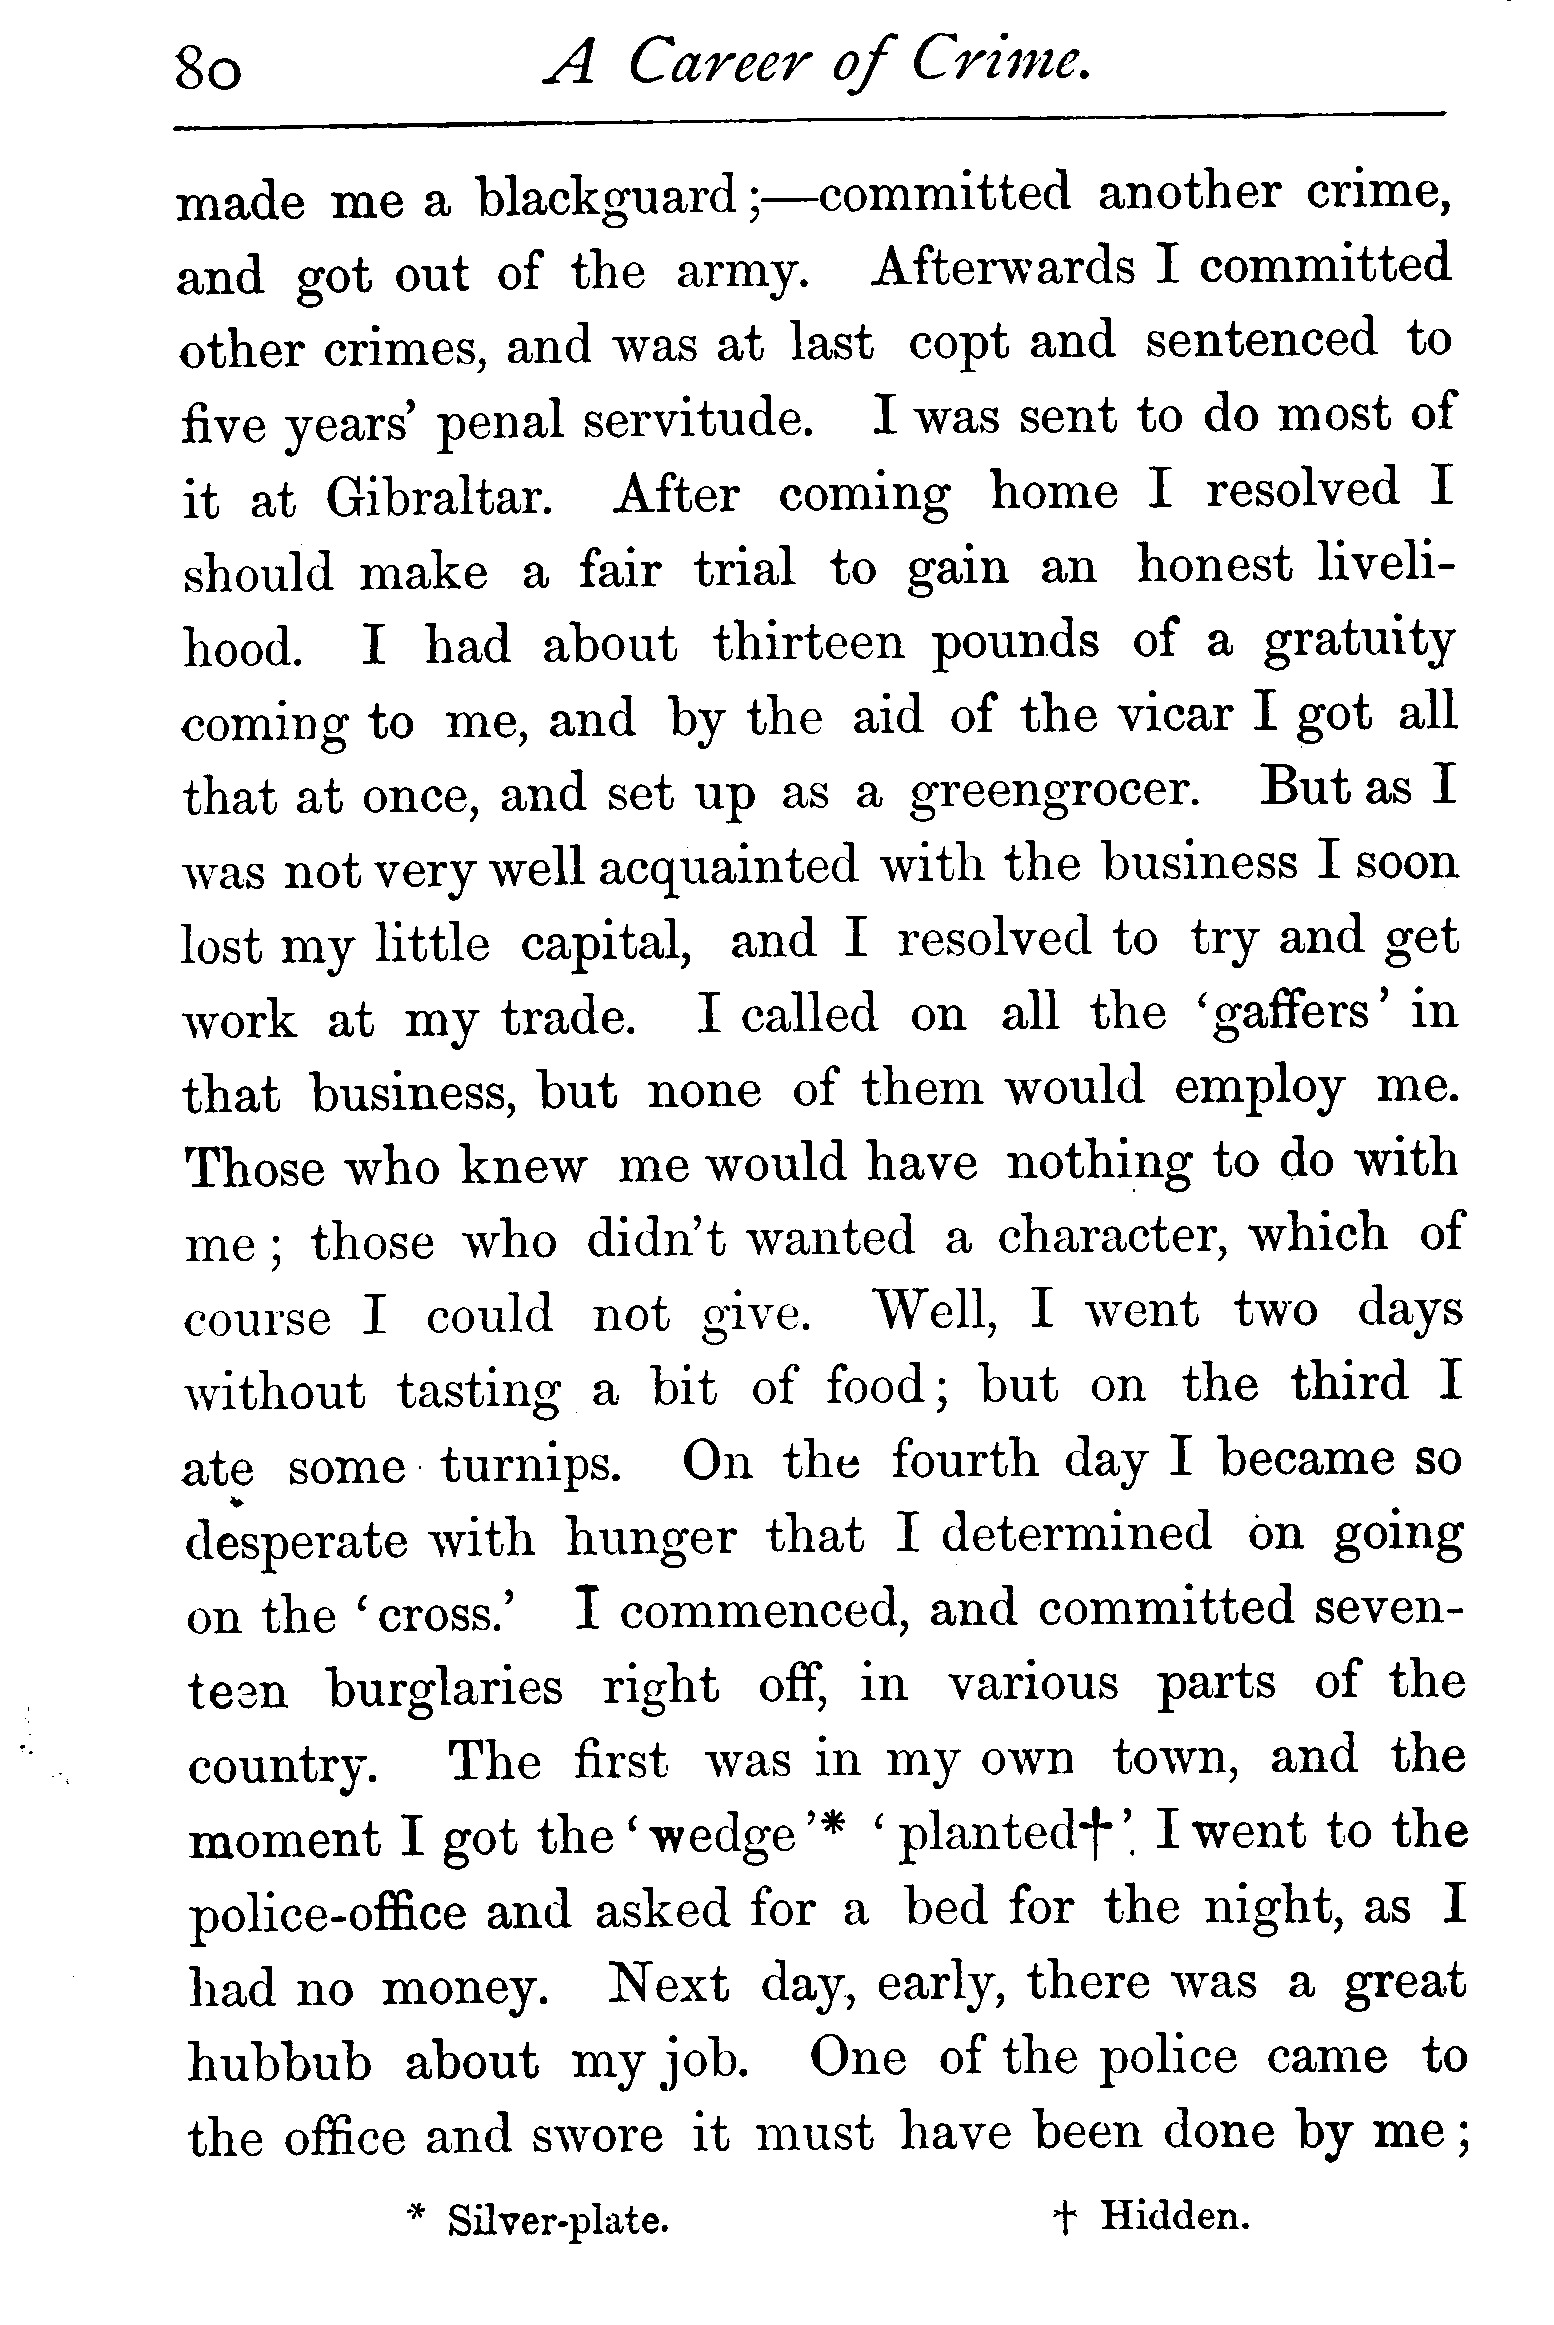 80 A Career of Crime.
made me a blackguard;—committed another crime,
and got out of the army. Afterwards I committed
other crimes, and was at last copt and sentenced to
five years' penal servitude. I was sent to do most of
it at Gibraltar. After coming home I resolved I
should make a fair trial to gain an honest liveli-
hood. I had about thirteen pounds of a gratuity
coming to me, and by the aid of the vicar I got all
that at once, and set up as a greengrocer. But as I
was not very well acquainted with the business I soon
lost my little capital, and I resolved to try and get
work at my trade. I called on all the ‘gaffers’ in
that business, but none of them would employ me.
Those who knew me would have nothing to do with
me; those who didn't wanted a character, which of
course I could not give. Well, I went two days
without tasting a bit of food; but on the third I
ate some turnips. On the fourth day I became so
desperate with hunger that I determined on going
on the ‘cross.’ I commenced, and committed seven-
teen burglaries right off, in various parts of the
country. The first was in my own town, and the
moment I got the ‘wedge’* ‘planted†’. I went to the
police-office and asked for a bed for the night, as I
had no money. Next day, early, there was a great
hubbub about my job. One of the police came to
the office and swore it must have been done by me;
* Silver-plate. † Hidden.